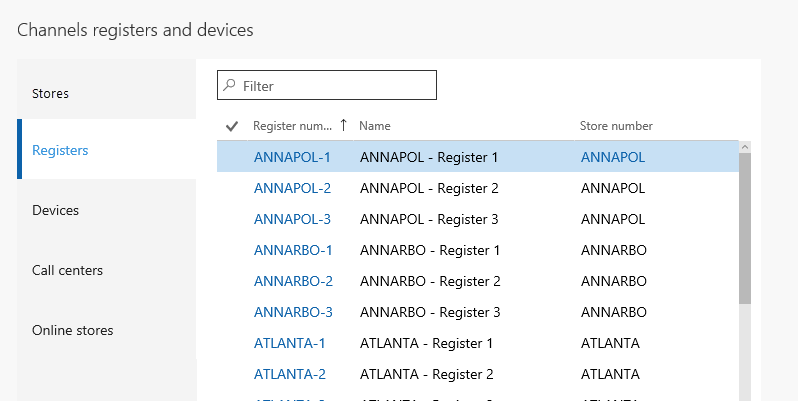 Channels registers and devices
Stores
Registers
Devices
Call centers
Online stores
Filter
Register num... ↑ Name Store number
ANNAPOL-1 ANNAPOL - Register 1 ANNAPOL
ANNAPOL-2 ANNAPOL - Register 2 ANNAPOL
ANNAPOL-3 ANNAPOL - Register 3 ANNAPOL
ANNARBO-1 ANNARBO - Register 1 ANNARBO
ANNARBO-2 ANNARBO - Register 2 ANNARBO
ANNARBO-3 ANNARBO - Register 3 ANNARBO
ATLANTA-1 ATLANTA - Register 1 ATLANTA
ATLANTA-2 ATLANTA - Register 2 ATLANTA